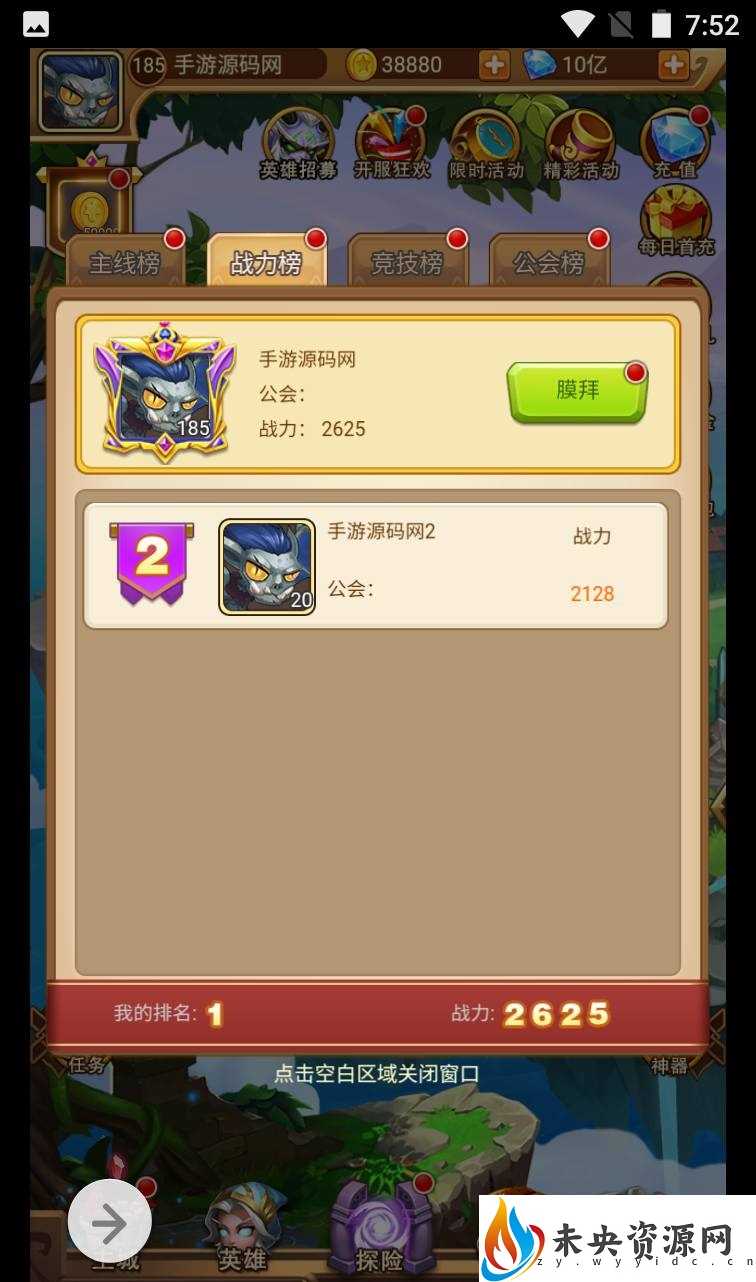 7:52
185 手游源码网 38880 10亿
英雄招募 开服狂欢 限时活动 精彩活动 充值
50000
每日首充
主线榜 战力榜 竞技榜 公会榜
手游源码网
公会：
战力： 2625
185
膜拜
2
手游源码网2
战力
20
公会：
2128
我的排名: 1 战力: 2625
任务 神器
点击空白区域关闭窗口
主城 英雄 探险
未央资源网
zy.wyyidc.cn